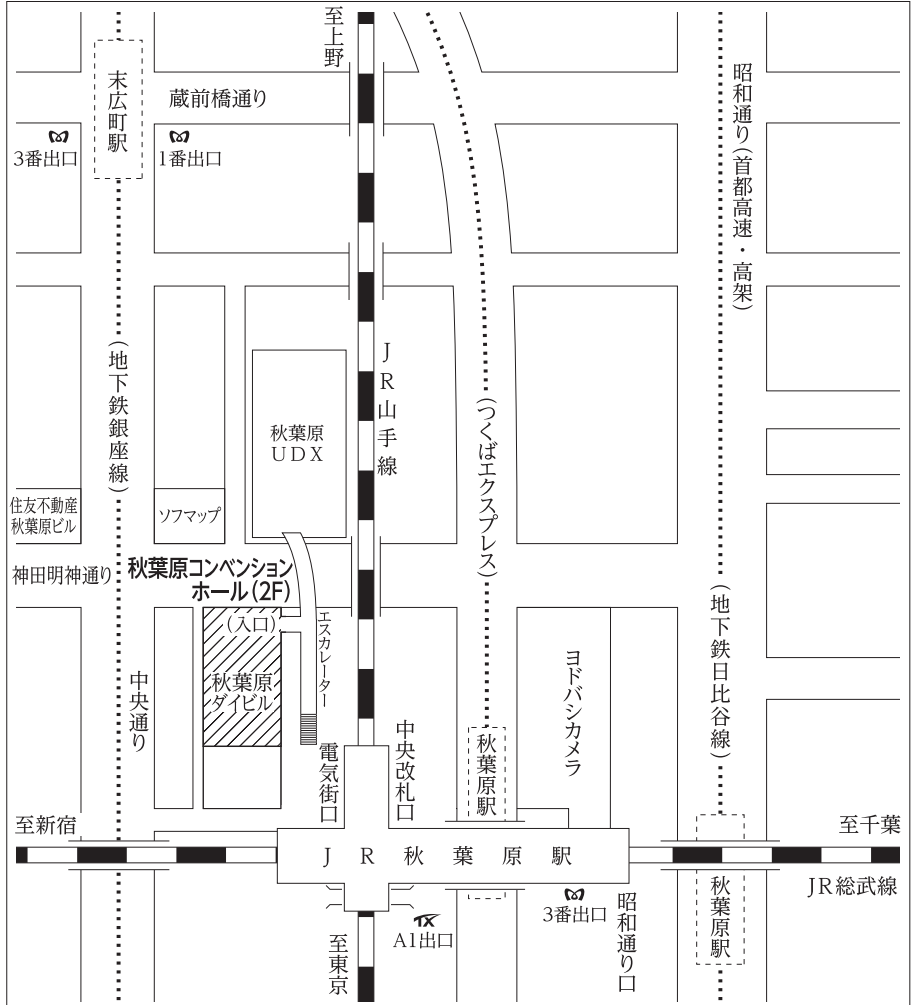 至上野
末広町駅
蔵前橋通り
3番出口
1番出口
昭和通り(首都高速・高架)
(地下鉄銀座線)
JR山手線
(つくばエクスプレス)
秋葉原
UDX
住友不動産
秋葉原ビル
ソフマップ
神田明神通り
秋葉原コンベンション
ホール(2F)
(入口)
エスカレーター
秋葉原
ダイビル
中央通り
電気街口
中央改札口
秋葉原駅
ヨドバシカメラ
(地下鉄日比谷線)
至新宿
至千葉
JR秋葉原駅
JR総武線
秋葉原駅
3番出口
昭和通り口
TX
A1出口
至東京